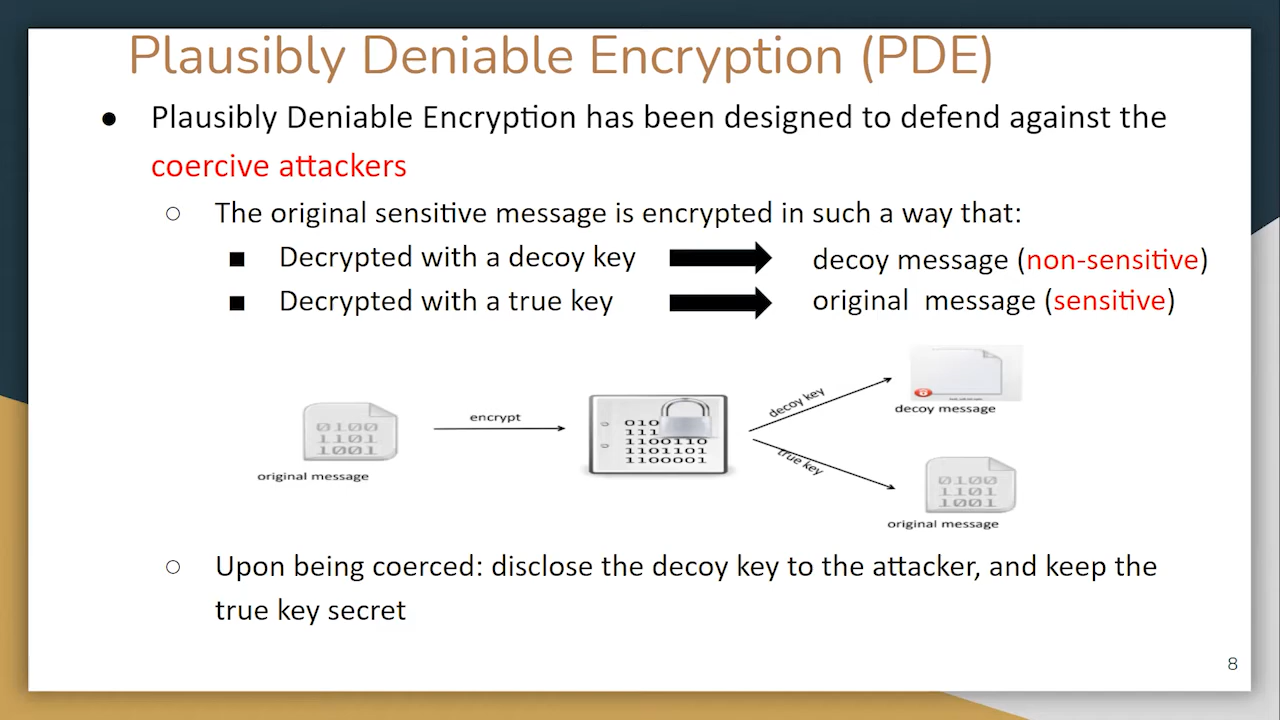 Plausibly Deniable Encryption (PDE)
● Plausibly Deniable Encryption has been designed to defend against the
coercive attackers
○ The original sensitive message is encrypted in such a way that:
■ Decrypted with a decoy key decoy message (non-sensitive)
■ Decrypted with a true key original message (sensitive)
0100
1101
1001
original message
encrypt
010
111
1100110
1101101
1100001
decoy key
true key
decoy message
0100
1101
1001
original message
○ Upon being coerced: disclose the decoy key to the attacker, and keep the
true key secret
8